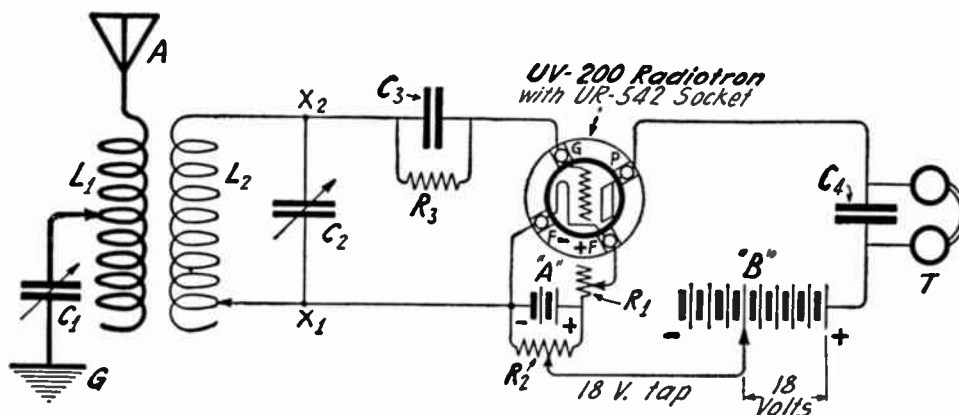 A
UV-200 Radiotron
with UR-542 Socket
C3
X2
G
P
L1
L2
R3
C4
C2
F- +F
"A"
"B"
T
C1
X1
R1
- +
- +
G
R2
18 V. tap
18
Volts